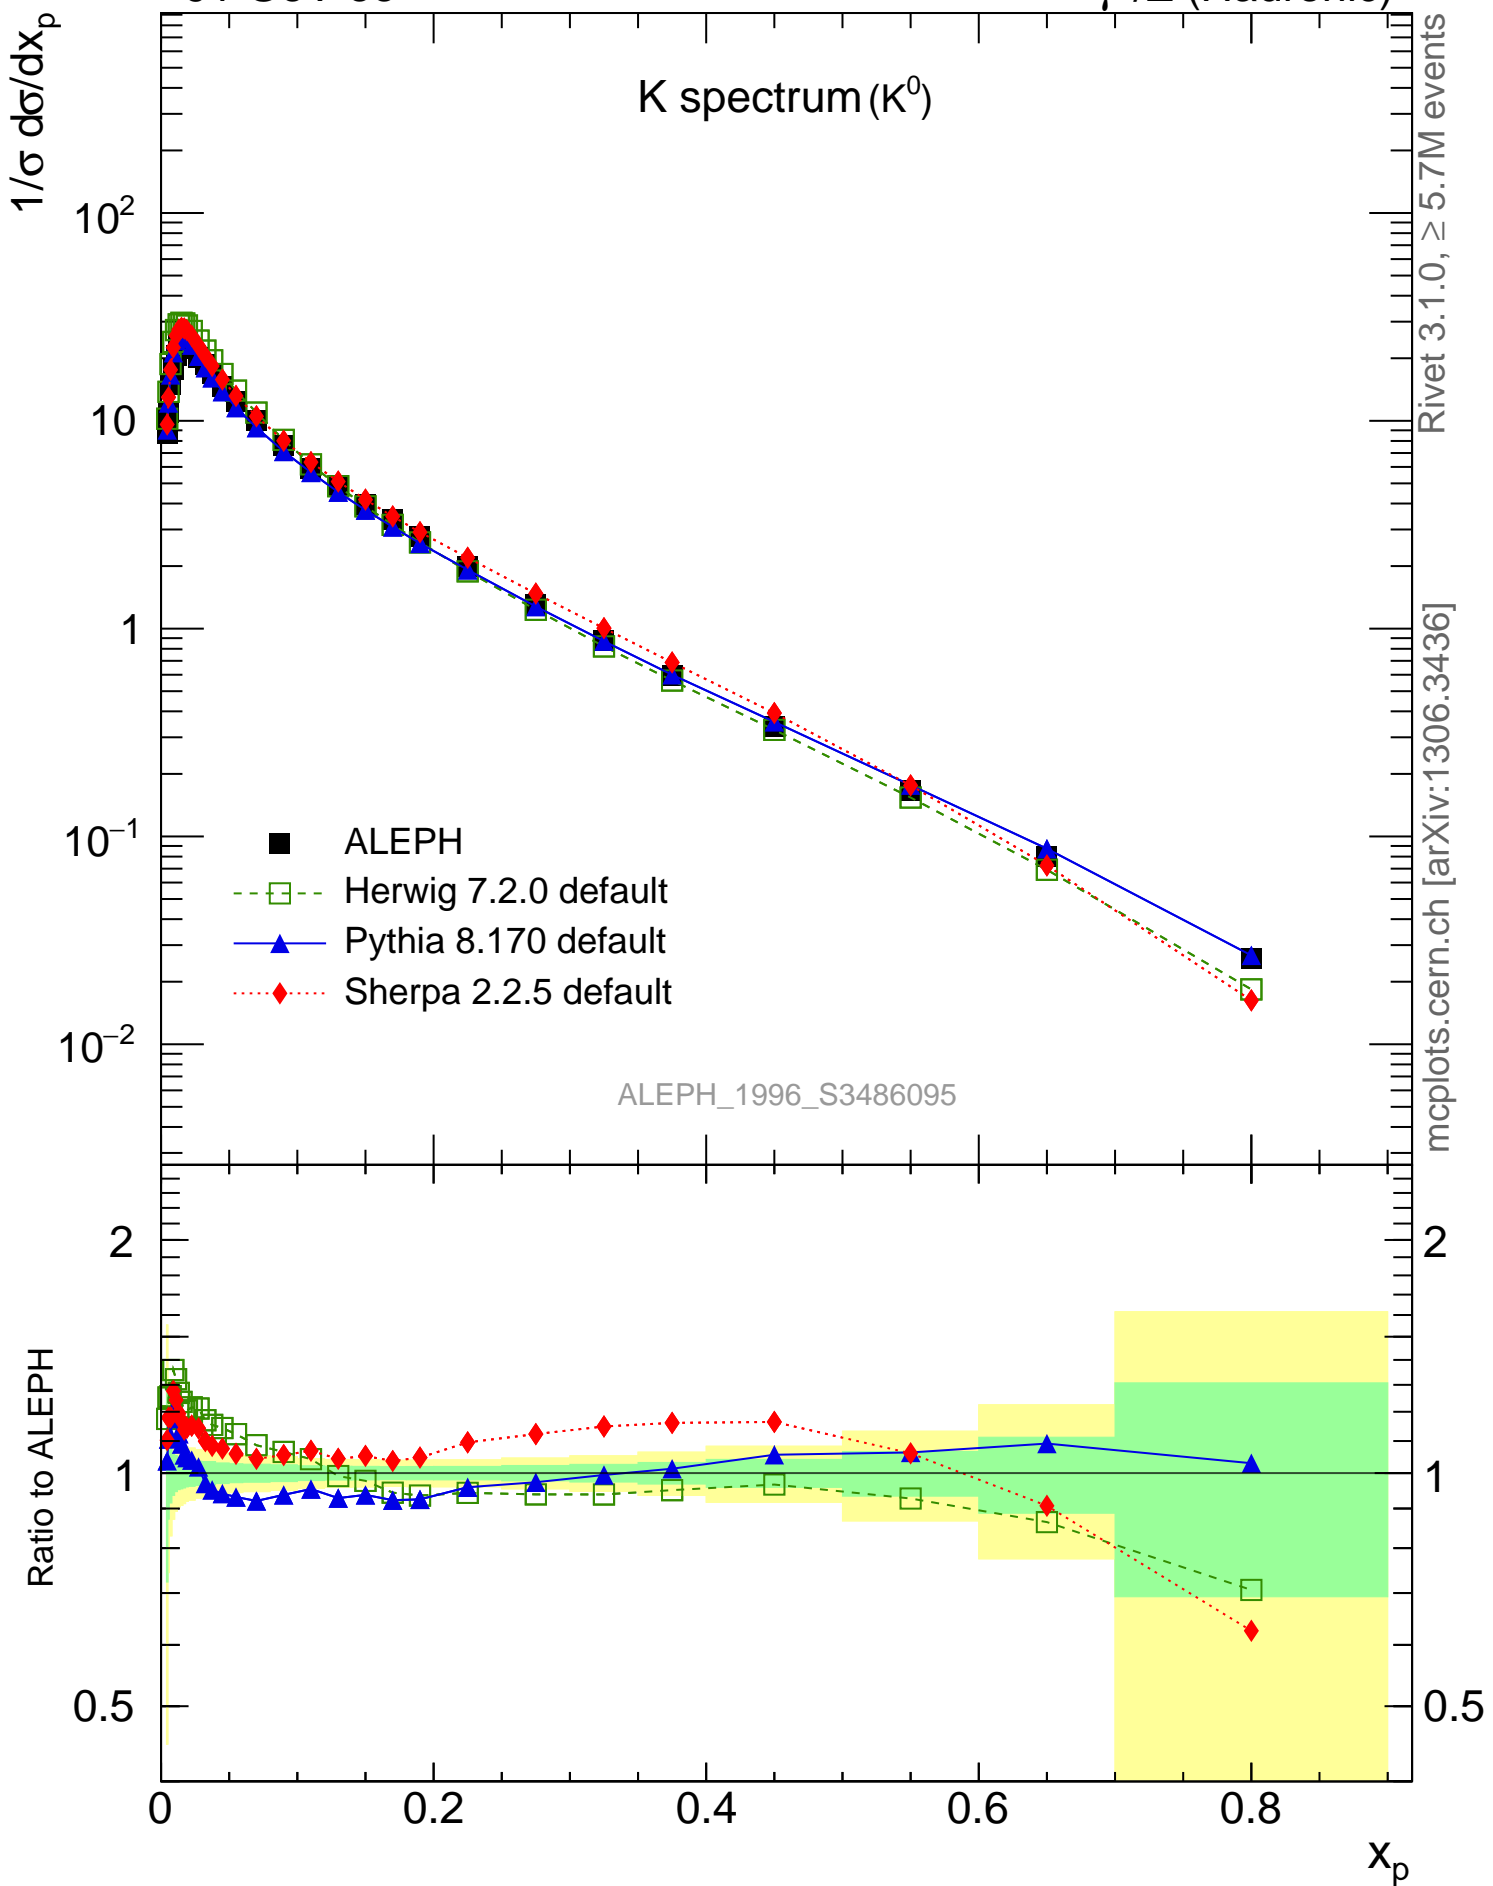 K spectrum (K⁰)
1/σ dσ/dxₚ
10²
10
1
10⁻¹
10⁻²
ALEPH
Herwig 7.2.0 default
Pythia 8.170 default
Sherpa 2.2.5 default
ALEPH_1996_S3486095
Rivet 3.1.0, ≥ 5.7M events
mcplots.cern.ch [arXiv:1306.3436]
Ratio to ALEPH
2
1
0.5
2
1
0.5
0 0.2 0.4 0.6 0.8
xₚ